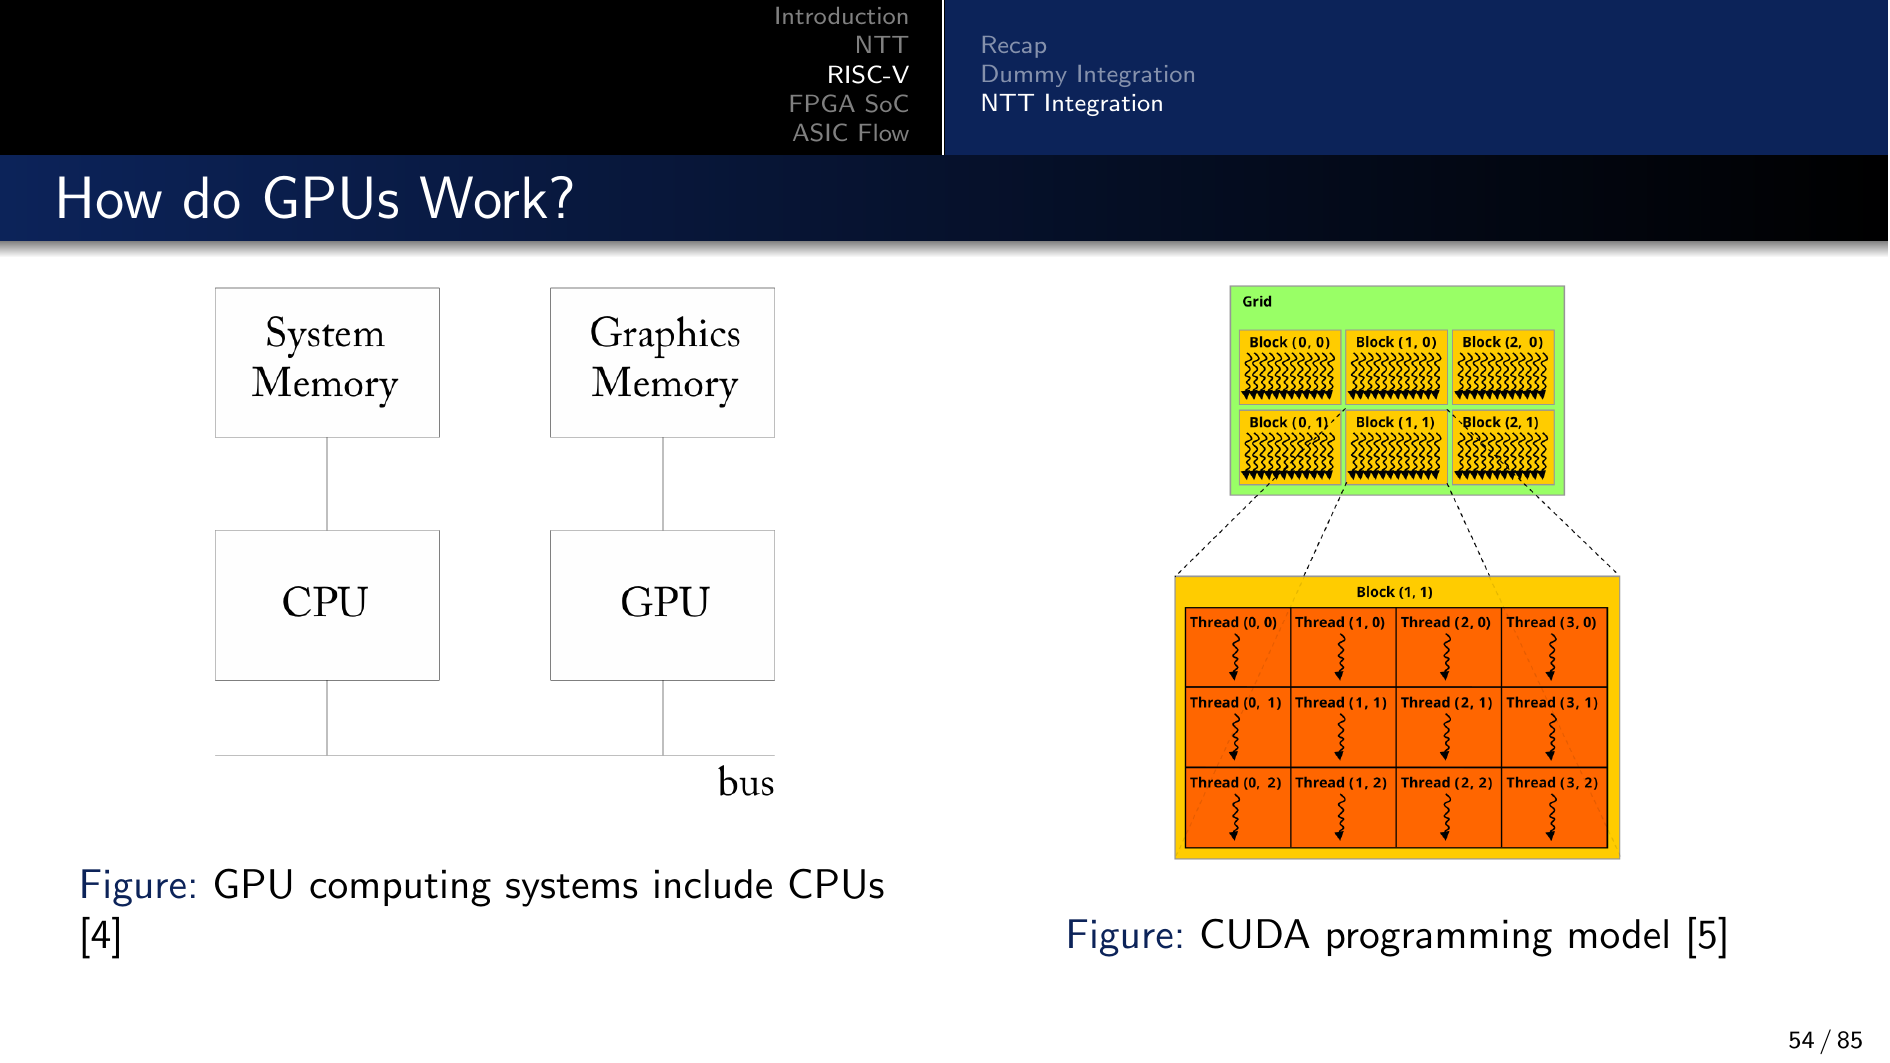 Introduction
NTT
RISC-V
FPGA SoC
ASIC Flow
Recap
Dummy Integration
NTT Integration
How do GPUs Work?
System
Memory
Graphics
Memory
CPU
GPU
bus
Figure: GPU computing systems include CPUs
[4]
Grid
Block (0, 0) Block (1, 0) Block (2, 0)
Block (0, 1) Block (1, 1) Block (2, 1)
Block (1, 1)
Thread (0, 0) Thread (1, 0) Thread (2, 0) Thread (3, 0)
Thread (0, 1) Thread (1, 1) Thread (2, 1) Thread (3, 1)
Thread (0, 2) Thread (1, 2) Thread (2, 2) Thread (3, 2)
Figure: CUDA programming model [5]
54 / 85